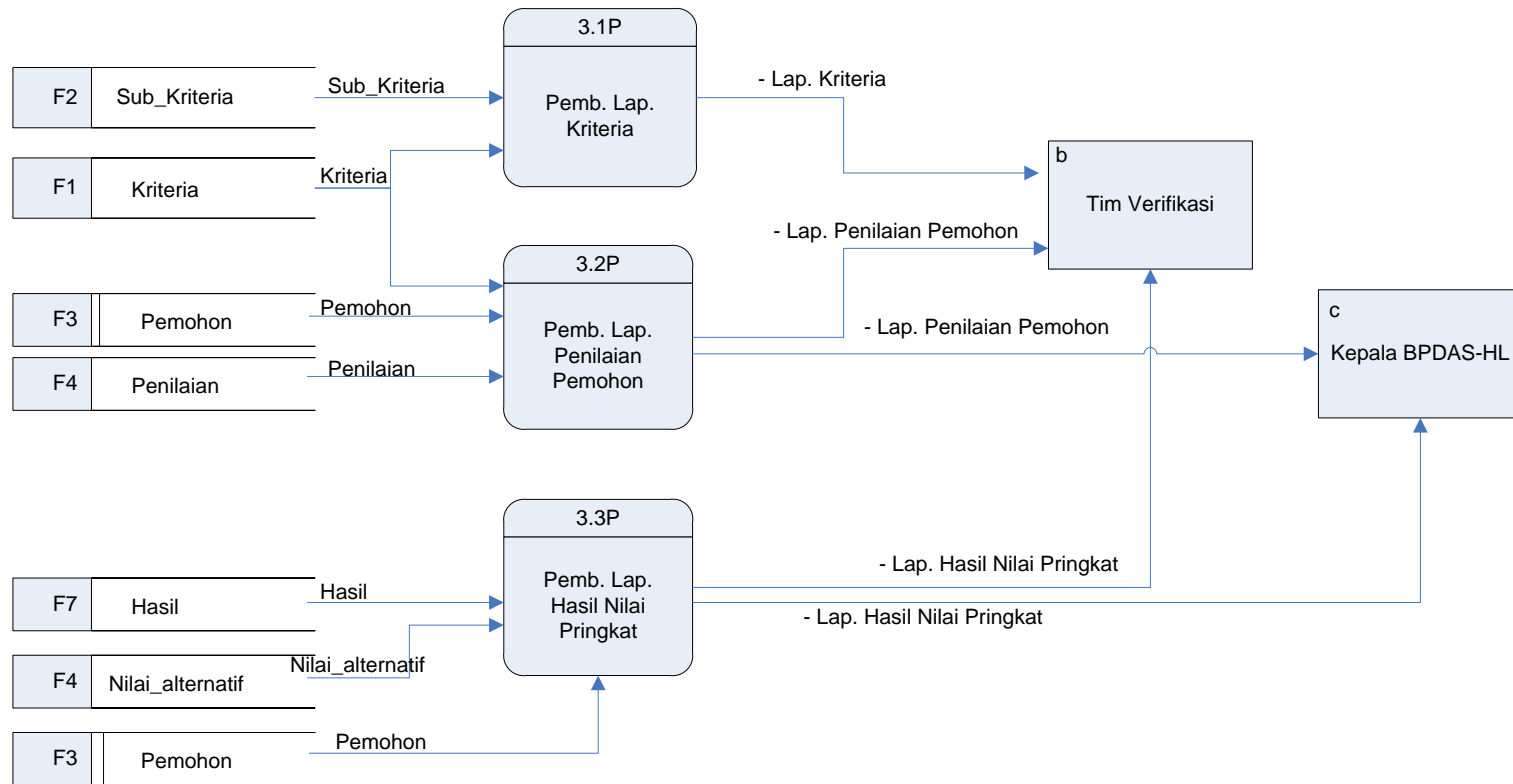 3.1P
Pemb. Lap.
Kriteria
F2
Sub_Kriteria
Sub_Kriteria
- Lap. Kriteria
F1
Kriteria
Kriteria
b
Tim Verifikasi
- Lap. Penilaian Pemohon
3.2P
Pemb. Lap.
Penilaian
Pemohon
F3
Pemohon
Pemohon
- Lap. Penilaian Pemohon
c
Kepala BPDAS-HL
F4
Penilaian
Penilaian
3.3P
Pemb. Lap.
Hasil Nilai
Pringkat
- Lap. Hasil Nilai Pringkat
F7
Hasil
Hasil
- Lap. Hasil Nilai Pringkat
F4
Nilai_alternatif
Nilai_alternatif
F3
Pemohon
Pemohon